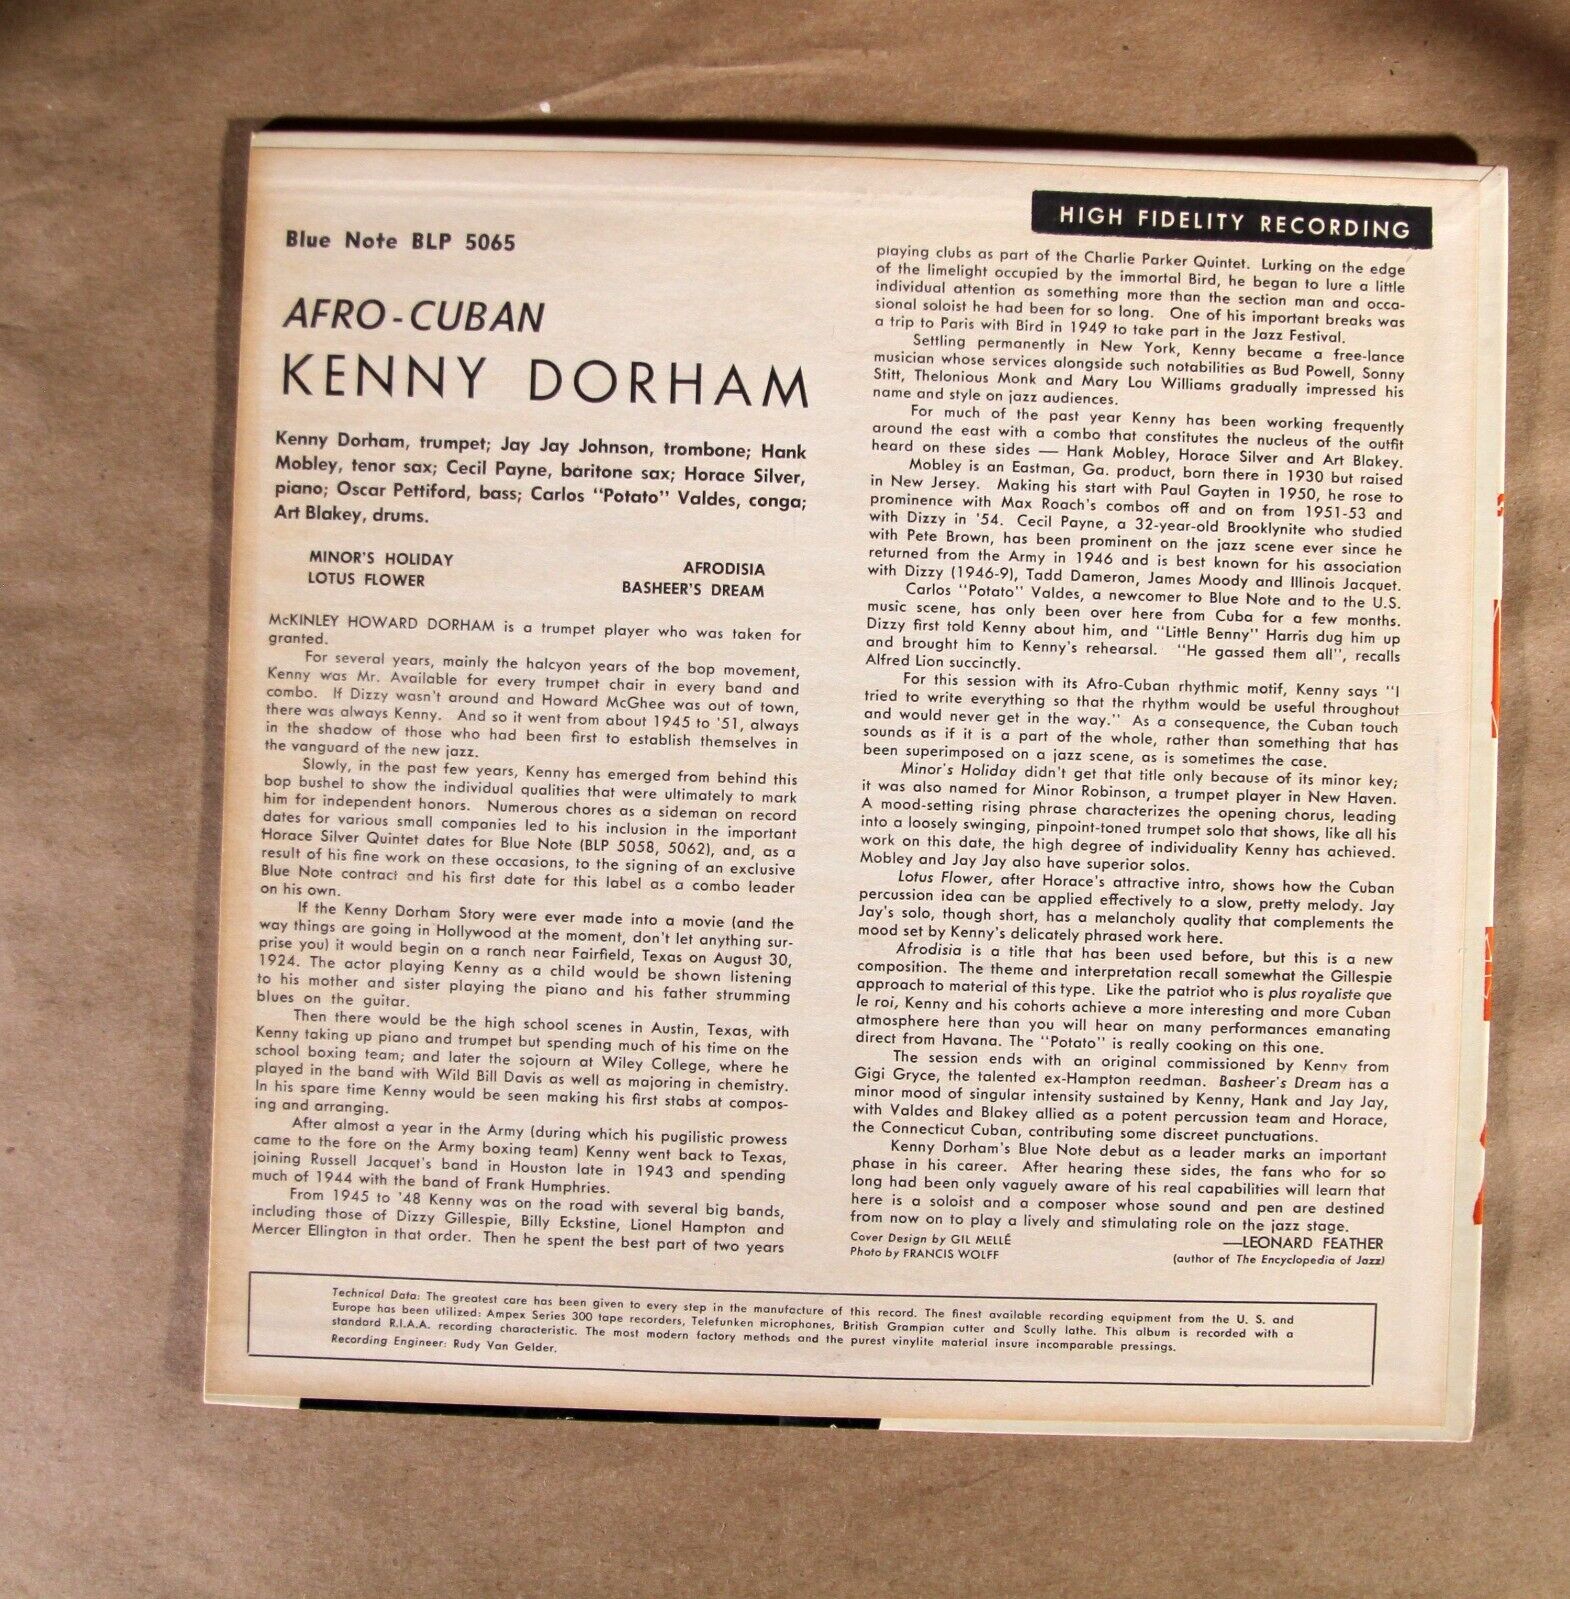 HIGH FIDELITY RECORDING
Blue Note BLP 5065
AFRO-CUBAN
KENNY DORHAM
Kenny Dorham, trumpet; Jay Jay Johnson, trombone; Hank
Mobley, tenor sax; Cecil Payne, baritone sax; Horace Silver,
piano; Oscar Pettiford, bass; Carlos "Potato" Valdes, conga;
Art Blakey, drums.
MINOR'S HOLIDAY
LOTUS FLOWER
AFRODISIA
BASHEER'S DREAM
McKINLEY HOWARD DORHAM is a trumpet player who was taken for
granted.
For several years, mainly the halcyon years of the bop movement,
Kenny was Mr. Available for every trumpet chair in every band and
combo. If Dizzy wasn't around and Howard McGhee was out of town,
there was always Kenny. And so it went from about 1945 to '51, always
in the shadow of those who had been first to establish themselves in
the vanguard of the new jazz.
Slowly, in the past few years, Kenny has emerged from behind this
bop bushel to show the individual qualities that were ultimately to mark
him for independent honors. Numerous chores as a sideman on record
dates for various small companies led to his inclusion in the important
Horace Silver Quintet dates for Blue Note (BLP 5058, 5062), and, as a
result of his fine work on these occasions, to the signing of an exclusive
Blue Note contract and his first date for this label as a combo leader
on his own.
If the Kenny Dorham Story were ever made into a movie (and the
way things are going in Hollywood at the moment, don't let anything sur-
prise you) it would begin on a ranch near Fairfield, Texas on August 30,
1924. The actor playing Kenny as a child would be shown listening
to his mother and sister playing the piano and his father strumming
blues on the guitar.
Then there would be the high school scenes in Austin, Texas, with
Kenny taking up piano and trumpet but spending much of his time on the
school boxing team; and later the sojourn at Wiley College, where he
played in the band with Wild Bill Davis as well as majoring in chemistry.
In his spare time Kenny would be seen making his first stabs at compos-
ing and arranging.
After almost a year in the Army (during which his pugilistic prowess
came to the fore on the Army boxing team) Kenny went back to Texas,
joining Russell Jacquet's band in Houston late in 1943 and spending
much of 1944 with the band of Frank Humphries.
From 1945 to '48 Kenny was on the road with several big bands,
including those of Dizzy Gillespie, Billy Eckstine, Lionel Hampton and
Mercer Ellington in that order. Then he spent the best part of two years
playing clubs as part of the Charlie Parker Quintet. Lurking on the edge
of the limelight occupied by the immortal Bird, he began to lure a little
individual attention as something more than the section man and occa-
sional soloist he had been for so long. One of his important breaks was
a trip to Paris with Bird in 1949 to take part in the Jazz Festival.
Settling permanently in New York, Kenny became a free-lance
musician whose services alongside such notabilities as Bud Powell, Sonny
Stitt, Thelonious Monk and Mary Lou Williams gradually impressed his
name and style on jazz audiences.
For much of the past year Kenny has been working frequently
around the east with a combo that constitutes the nucleus of the outfit
heard on these sides — Hank Mobley, Horace Silver and Art Blakey.
Mobley is an Eastman, Ga. product, born there in 1930 but raised
in New Jersey. Making his start with Paul Gayten in 1950, he rose to
prominence with Max Roach's combos off and on from 1951-53 and
with Dizzy in '54. Cecil Payne, a 32-year-old Brooklynite who studied
with Pete Brown, has been prominent on the jazz scene ever since he
returned from the Army in 1946 and is best known for his association
with Dizzy (1946-9), Tadd Dameron, James Moody and Illinois Jacquet.
Carlos "Potato" Valdes, a newcomer to Blue Note and to the U.S.
music scene, has only been over here from Cuba for a few months.
Dizzy first told Kenny about him, and "Little Benny" Harris dug him up
and brought him to Kenny's rehearsal. "He gassed them all", recalls
Alfred Lion succinctly.
For this session with its Afro-Cuban rhythmic motif, Kenny says "I
tried to write everything so that the rhythm would be useful throughout
and would never get in the way." As a consequence, the Cuban touch
sounds as if it is a part of the whole, rather than something that has
been superimposed on a jazz scene, as is sometimes the case.
Minor's Holiday didn't get that title only because of its minor key;
it was also named for Minor Robinson, a trumpet player in New Haven.
A mood-setting rising phrase characterizes the opening chorus, leading
into a loosely swinging, pinpoint-toned trumpet solo that shows, like all his
work on this date, the high degree of individuality Kenny has achieved.
Mobley and Jay Jay also have superior solos.
Lotus Flower, after Horace's attractive intro, shows how the Cuban
percussion idea can be applied effectively to a slow, pretty melody. Jay
Jay's solo, though short, has a melancholy quality that complements the
mood set by Kenny's delicately phrased work here.
Afrodisia is a title that has been used before, but this is a new
composition. The theme and interpretation recall somewhat the Gillespie
approach to material of this type. Like the patriot who is plus royaliste que
le roi, Kenny and his cohorts achieve a more interesting and more Cuban
atmosphere here than you will hear on many performances emanating
direct from Havana. The "Potato" is really cooking on this one.
The session ends with an original commissioned by Kenny from
Gigi Gryce, the talented ex-Hampton reedman. Basheer's Dream has a
minor mood of singular intensity sustained by Kenny, Hank and Jay Jay,
with Valdes and Blakey allied as a potent percussion team and Horace,
the Connecticut Cuban, contributing some discreet punctuations.
Kenny Dorham's Blue Note debut as a leader marks an important
phase in his career. After hearing these sides, the fans who for so
long had been only vaguely aware of his real capabilities will learn that
here is a soloist and a composer whose sound and pen are destined
from now on to play a lively and stimulating role on the jazz stage.
Cover Design by GIL MELLÉ
Photo by FRANCIS WOLFF
—LEONARD FEATHER
(author of The Encyclopedia of Jazz)
Technical Data: The greatest care has been given to every step in the manufacture of this record. The finest available recording equipment from the U. S. and
Europe has been utilized: Ampex Series 300 tape recorders, Telefunken microphones, British Grampian cutter and Scully lathe. This album is recorded with a
standard R.I.A.A. recording characteristic. The most modern factory methods and the purest vinylite material insure incomparable pressings.
Recording Engineer: Rudy Van Gelder.